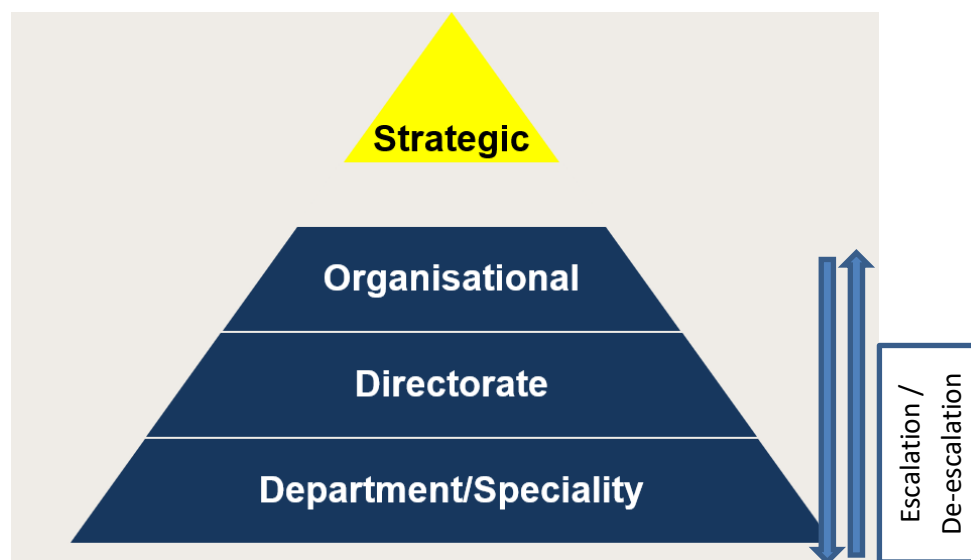 Strategic
Organisational
Directorate
Department/Speciality
Escalation /
De-escalation